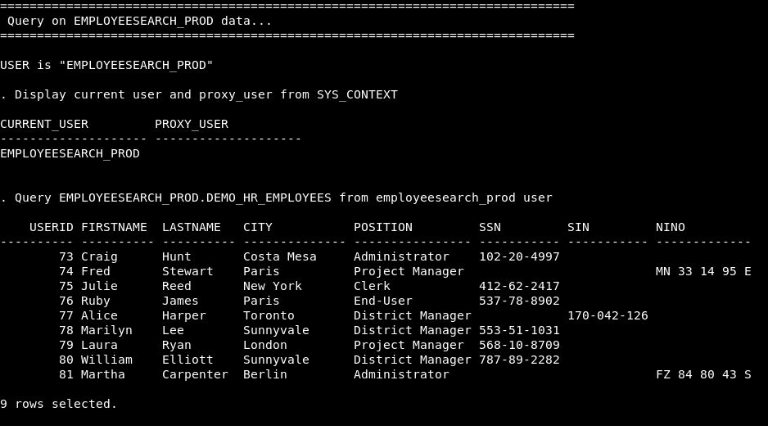 ================================================================================
 Query on EMPLOYEESEARCH_PROD data...
================================================================================
USER is "EMPLOYEESEARCH_PROD"
. Display current user and proxy_user from SYS_CONTEXT
CURRENT_USER         PROXY_USER
-------------------- --------------------
EMPLOYEESEARCH_PROD
. Query EMPLOYEESEARCH_PROD.DEMO_HR_EMPLOYEES from employeesearch_prod user
    USERID FIRSTNAME  LASTNAME   CITY           POSITION         SSN         SIN         NINO
---------- ---------- ---------- -------------- ---------------- ----------- ----------- -------------
        73 Craig      Hunt       Costa Mesa     Administrator    102-20-4997
        74 Fred       Stewart    Paris          Project Manager                          MN 33 14 95 E
        75 Julie      Reed       New York       Clerk            412-62-2417
        76 Ruby       James      Paris          End-User         537-78-8902
        77 Alice      Harper     Toronto        District Manager             170-042-126
        78 Marilyn    Lee        Sunnyvale      District Manager 553-51-1031
        79 Laura      Ryan       London         Project Manager  568-10-8709
        80 William    Elliott    Sunnyvale      District Manager 787-89-2282
        81 Martha     Carpenter  Berlin         Administrator                            FZ 84 80 43 S
9 rows selected.